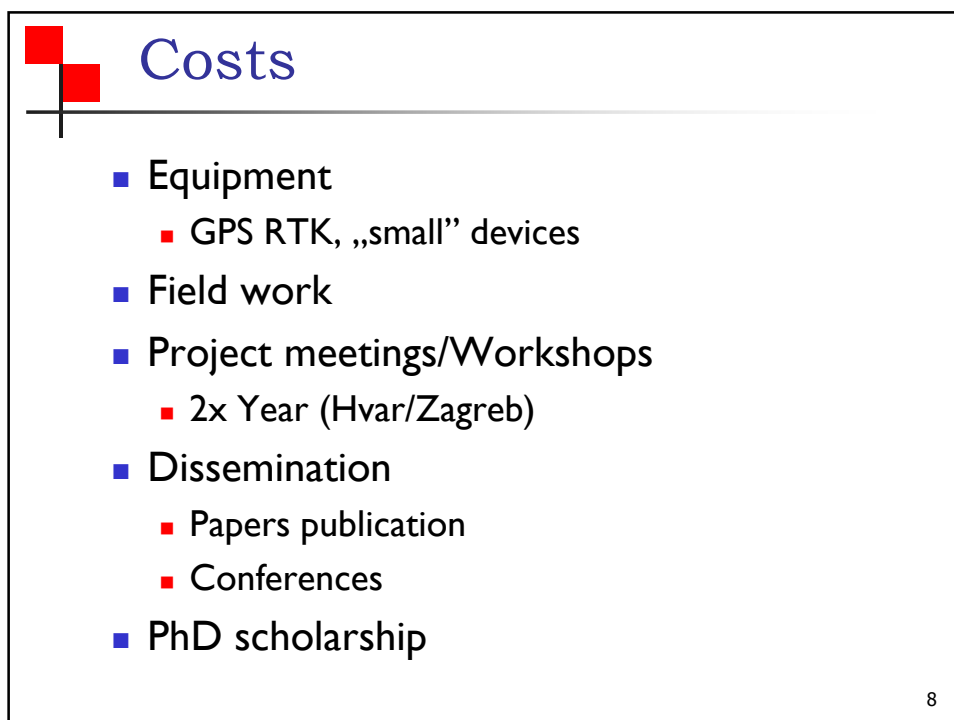 Costs
Equipment
GPS RTK, „small” devices
Field work
Project meetings/Workshops
2x Year (Hvar/Zagreb)
Dissemination
Papers publication
Conferences
PhD scholarship
8